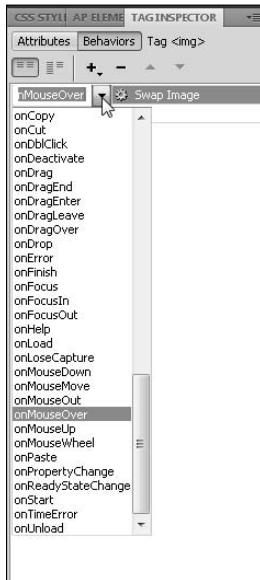 CSS STYL AP ELEME TAG INSPECTOR
Attributes Behaviors Tag <img>
nMouseOver Swap Image
onCopy
onCut
onDblClick
onDeactivate
onDrag
onDragEnd
onDragEnter
onDragLeave
onDragOver
onDrop
onError
onFinish
onFocus
onFocusIn
onFocusOut
onHelp
onLoad
onLoseCapture
onMouseDown
onMouseMove
onMouseOut
onMouseOver
onMouseUp
onMouseWheel
onPaste
onPropertyChange
onReadyStateChange
onStart
onTimeError
onUnload